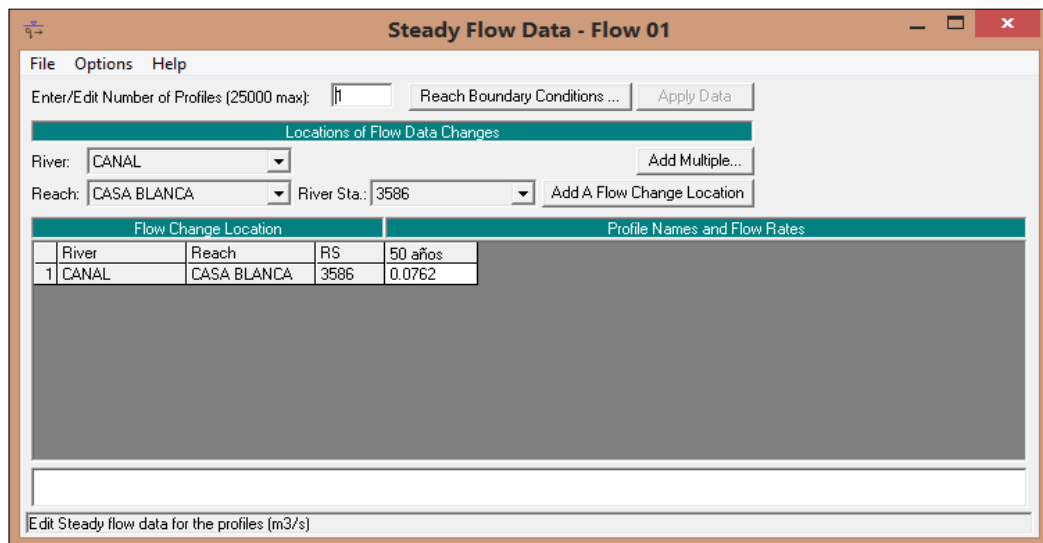 Steady Flow Data - Flow 01
File Options Help
Enter/Edit Number of Profiles (25000 max): 1 Reach Boundary Conditions ... Apply Data
Locations of Flow Data Changes
River: CANAL Add Multiple...
Reach: CASA BLANCA River Sta.: 3586 Add A Flow Change Location
Flow Change Location Profile Names and Flow Rates
River Reach RS 50 años
1 CANAL CASA BLANCA 3586 0.0762
Edit Steady flow data for the profiles (m3/s)